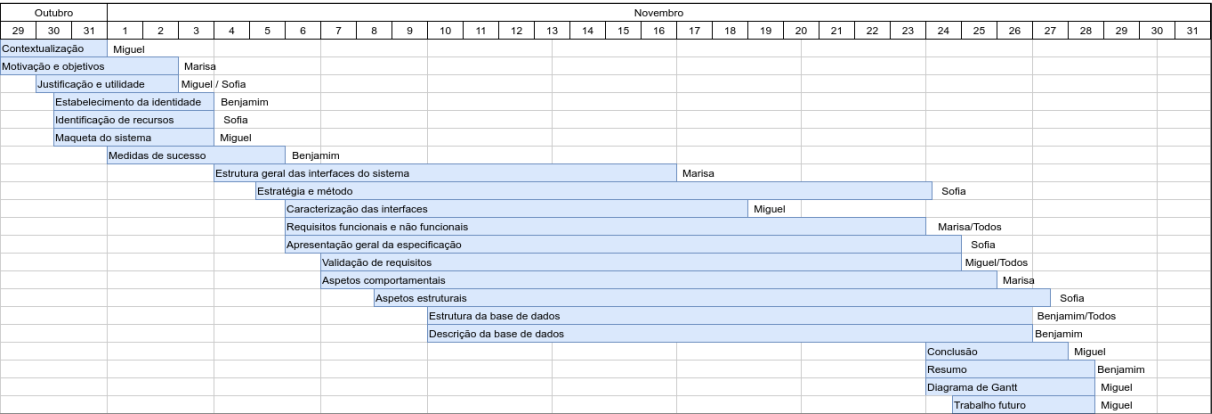 Outubro Novembro
29 30 31 1 2 3 4 5 6 7 8 9 10 11 12 13 14 15 16 17 18 19 20 21 22 23 24 25 26 27 28 29 30 31
Contextualização Miguel
Motivação e objetivos Marisa
Justificação e utilidade Miguel / Sofia
Estabelecimento da identidade Benjamim
Identificação de recursos Sofia
Maqueta do sistema Miguel
Medidas de sucesso Benjamim
Estrutura geral das interfaces do sistema Marisa
Estratégia e método Sofia
Caracterização das interfaces Miguel
Requisitos funcionais e não funcionais Marisa/Todos
Apresentação geral da especificação Sofia
Validação de requisitos Miguel/Todos
Aspetos comportamentais Marisa
Aspetos estruturais Sofia
Estrutura da base de dados Benjamim/Todos
Descrição da base de dados Benjamim
Conclusão Miguel
Resumo Benjamim
Diagrama de Gantt Miguel
Trabalho futuro Miguel